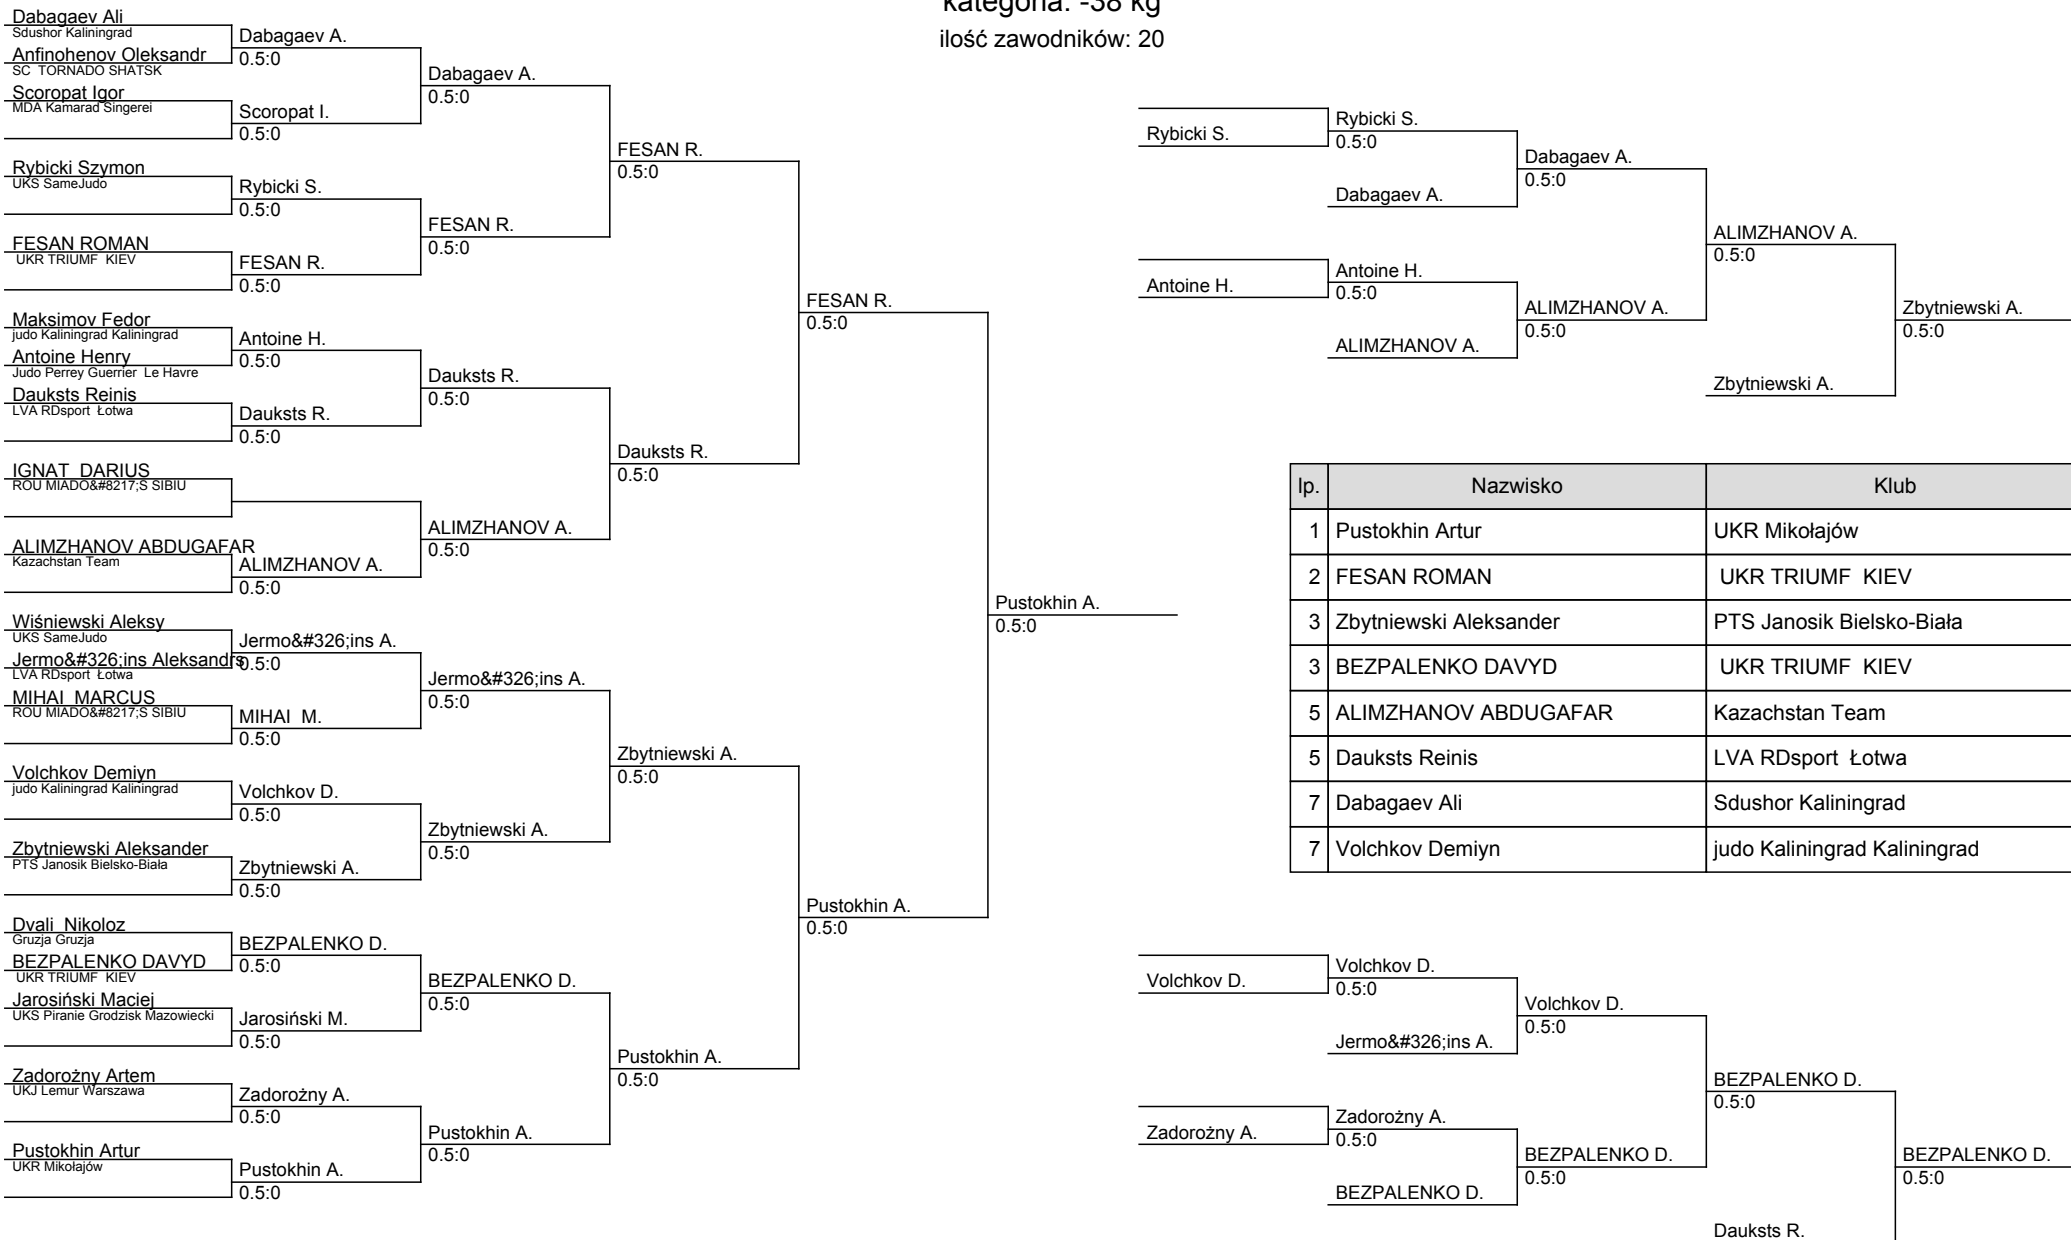 kategoria: -38 kg
ilość zawodników: 20
Dabagaev Ali
Sdushor Kaliningrad
Anfinohenov Oleksandr
SC  TORNADO SHATSK
Scoropat Igor
MDA Kamarad Singerei
Rybicki Szymon
UKS SameJudo
FESAN ROMAN
UKR TRIUMF  KIEV
Maksimov Fedor
judo Kaliningrad Kaliningrad
Antoine Henry
Judo Perrey Guerrier  Le Havre
Dauksts Reinis
LVA RDsport  Łotwa
IGNAT  DARIUS
ROU MIADO&#8217;S SIBIU
ALIMZHANOV ABDUGAFAR
Kazachstan Team
Wiśniewski Aleksy
UKS SameJudo
Jermo&#326;ins Aleksandrs
LVA RDsport  Łotwa
MIHAI  MARCUS
ROU MIADO&#8217;S SIBIU
Volchkov Demiyn
judo Kaliningrad Kaliningrad
Zbytniewski Aleksander
PTS Janosik Bielsko-Biała
Dvali  Nikoloz
Gruzja Gruzja
BEZPALENKO DAVYD
UKR TRIUMF  KIEV
Jarosiński Maciej
UKS Piranie Grodzisk Mazowiecki
Zadorożny Artem
UKJ Lemur Warszawa
Pustokhin Artur
UKR Mikołajów
Dabagaev A.
0.5:0
Scoropat I.
0.5:0
Rybicki S.
0.5:0
FESAN R.
0.5:0
Antoine H.
0.5:0
Dauksts R.
0.5:0
ALIMZHANOV A.
0.5:0
Jermo&#326;ins A.
0.5:0
MIHAI  M.
0.5:0
Volchkov D.
0.5:0
Zbytniewski A.
0.5:0
BEZPALENKO D.
0.5:0
Jarosiński M.
0.5:0
Zadorożny A.
0.5:0
Pustokhin A.
0.5:0
Dabagaev A.
0.5:0
FESAN R.
0.5:0
Dauksts R.
0.5:0
ALIMZHANOV A.
0.5:0
Jermo&#326;ins A.
0.5:0
Zbytniewski A.
0.5:0
BEZPALENKO D.
0.5:0
Pustokhin A.
0.5:0
FESAN R.
0.5:0
Dauksts R.
0.5:0
Zbytniewski A.
0.5:0
Pustokhin A.
0.5:0
FESAN R.
0.5:0
Pustokhin A.
0.5:0
Pustokhin A.
0.5:0
Rybicki S.
Antoine H.
Rybicki S.
0.5:0
Dabagaev A.
Antoine H.
0.5:0
ALIMZHANOV A.
Dabagaev A.
0.5:0
ALIMZHANOV A.
0.5:0
ALIMZHANOV A.
0.5:0
Zbytniewski A.
Zbytniewski A.
0.5:0
lp. Nazwisko Klub
1 Pustokhin Artur UKR Mikołajów
2 FESAN ROMAN UKR TRIUMF  KIEV
3 Zbytniewski Aleksander PTS Janosik Bielsko-Biała
3 BEZPALENKO DAVYD UKR TRIUMF  KIEV
5 ALIMZHANOV ABDUGAFAR Kazachstan Team
5 Dauksts Reinis LVA RDsport  Łotwa
7 Dabagaev Ali Sdushor Kaliningrad
7 Volchkov Demiyn judo Kaliningrad Kaliningrad
Volchkov D.
Zadorożny A.
Volchkov D.
0.5:0
Jermo&#326;ins A.
Zadorożny A.
0.5:0
BEZPALENKO D.
Volchkov D.
0.5:0
BEZPALENKO D.
0.5:0
BEZPALENKO D.
0.5:0
Dauksts R.
BEZPALENKO D.
0.5:0